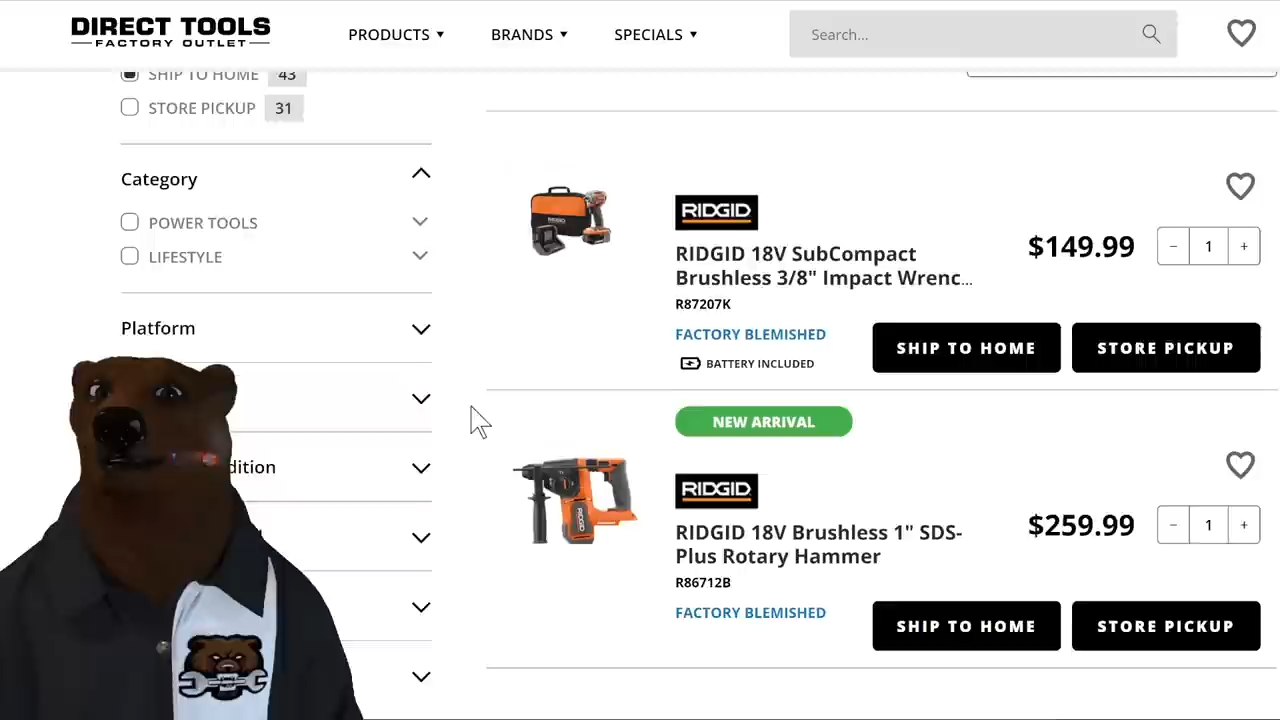 DIRECT TOOLS
FACTORY OUTLET
PRODUCTS
BRANDS
SPECIALS
Search...
SHIP TO HOME 43
STORE PICKUP 31
Category
POWER TOOLS
LIFESTYLE
Platform
dition
RIDGID
RIDGID 18V SubCompact
Brushless 3/8" Impact Wrenc...
R87207K
FACTORY BLEMISHED
BATTERY INCLUDED
$149.99
− 1 +
SHIP TO HOME
STORE PICKUP
NEW ARRIVAL
RIDGID
RIDGID 18V Brushless 1" SDS-
Plus Rotary Hammer
R86712B
FACTORY BLEMISHED
$259.99
− 1 +
SHIP TO HOME
STORE PICKUP